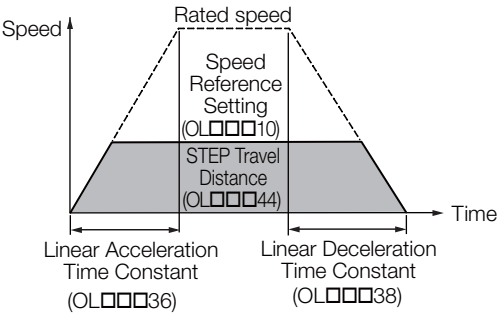 Rated speed
Speed
Speed
Reference
Setting
(OL□□□10)
STEP Travel
Distance
(OL□□□44)
Time
Linear Acceleration
Time Constant
(OL□□□36)
Linear Deceleration
Time Constant
(OL□□□38)